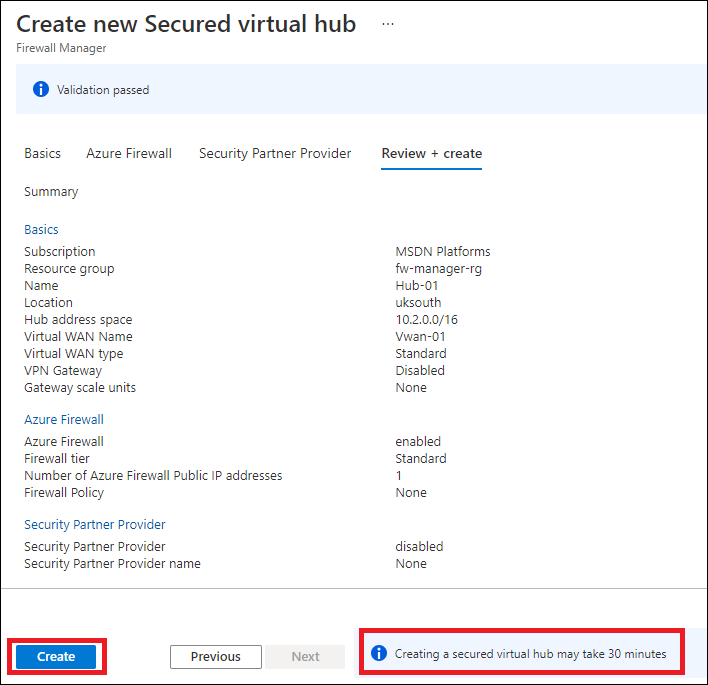 Create new Secured virtual hub ...
Firewall Manager
Validation passed
Basics Azure Firewall Security Partner Provider Review + create
Summary
Basics
Subscription MSDN Platforms
Resource group fw-manager-rg
Name Hub-01
Location uksouth
Hub address space 10.2.0.0/16
Virtual WAN Name Vwan-01
Virtual WAN type Standard
VPN Gateway Disabled
Gateway scale units None
Azure Firewall
Azure Firewall enabled
Firewall tier Standard
Number of Azure Firewall Public IP addresses 1
Firewall Policy None
Security Partner Provider
Security Partner Provider disabled
Security Partner Provider name None
Create Previous Next Creating a secured virtual hub may take 30 minutes